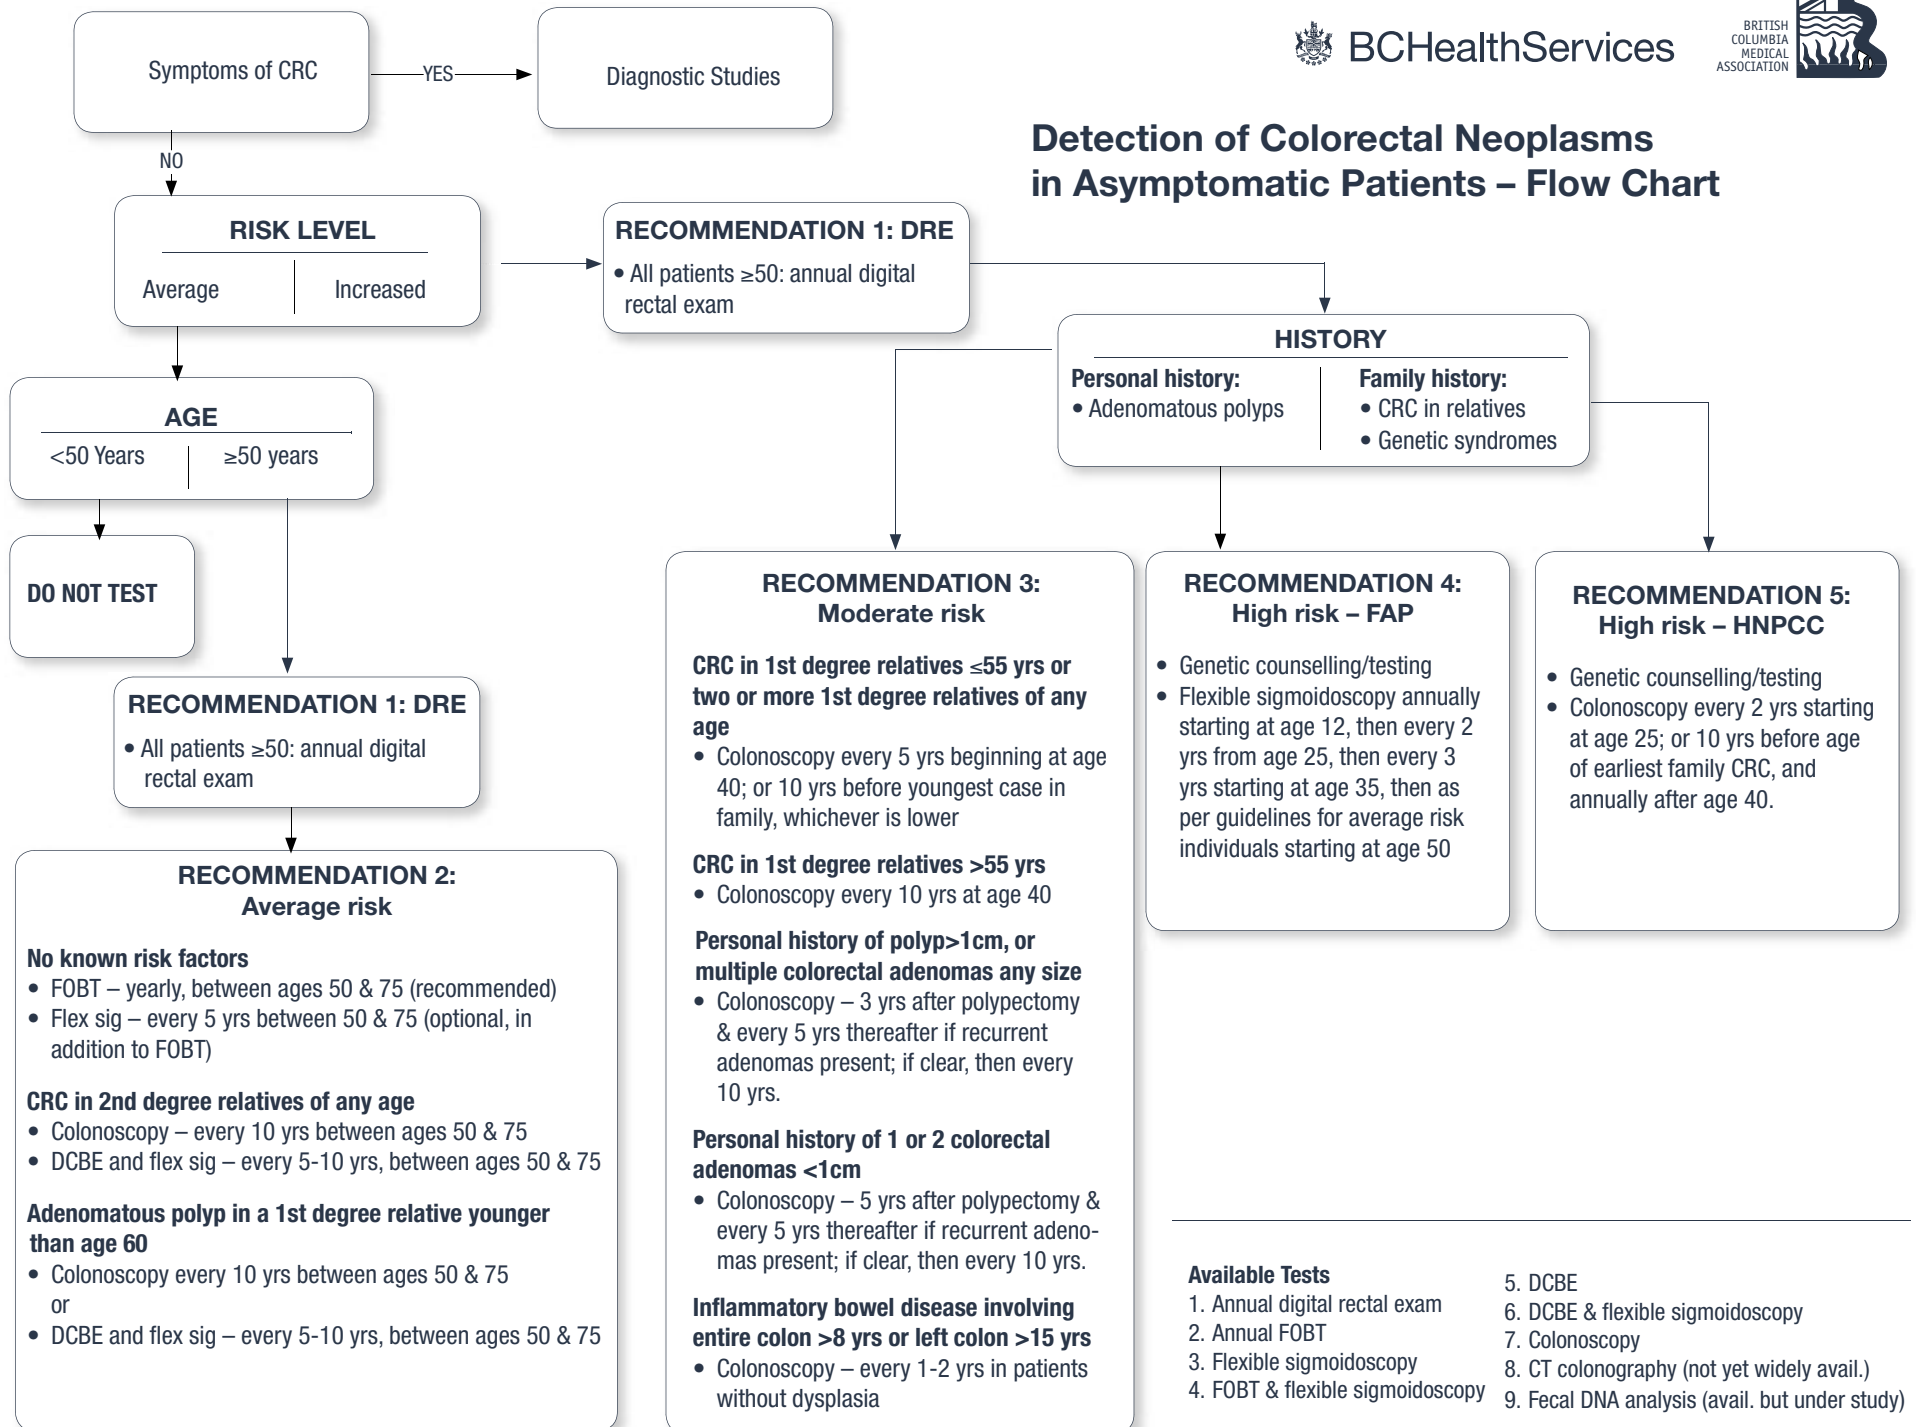 Symptoms of CRC
YES
Diagnostic Studies
BCHealthServices
BRITISH
COLUMBIA
MEDICAL
ASSOCIATION
Detection of Colorectal Neoplasms
in Asymptomatic Patients – Flow Chart
NO
RISK LEVEL
Average
Increased
RECOMMENDATION 1: DRE
• All patients ≥50: annual digital
rectal exam
HISTORY
Personal history:
• Adenomatous polyps
Family history:
• CRC in relatives
• Genetic syndromes
AGE
<50 Years
≥50 years
DO NOT TEST
RECOMMENDATION 1: DRE
• All patients ≥50: annual digital
rectal exam
RECOMMENDATION 2:
Average risk
No known risk factors
• FOBT – yearly, between ages 50 & 75 (recommended)
• Flex sig – every 5 yrs between 50 & 75 (optional, in
addition to FOBT)
CRC in 2nd degree relatives of any age
• Colonoscopy – every 10 yrs between ages 50 & 75
• DCBE and flex sig – every 5-10 yrs, between ages 50 & 75
Adenomatous polyp in a 1st degree relative younger
than age 60
• Colonoscopy every 10 yrs between ages 50 & 75
or
• DCBE and flex sig – every 5-10 yrs, between ages 50 & 75
RECOMMENDATION 3:
Moderate risk
CRC in 1st degree relatives ≤55 yrs or
two or more 1st degree relatives of any
age
• Colonoscopy every 5 yrs beginning at age
40; or 10 yrs before youngest case in
family, whichever is lower
CRC in 1st degree relatives >55 yrs
• Colonoscopy every 10 yrs at age 40
Personal history of polyp>1cm, or
multiple colorectal adenomas any size
• Colonoscopy – 3 yrs after polypectomy
& every 5 yrs thereafter if recurrent
adenomas present; if clear, then every
10 yrs.
Personal history of 1 or 2 colorectal
adenomas <1cm
• Colonoscopy – 5 yrs after polypectomy &
every 5 yrs thereafter if recurrent adeno-
mas present; if clear, then every 10 yrs.
Inflammatory bowel disease involving
entire colon >8 yrs or left colon >15 yrs
• Colonoscopy – every 1-2 yrs in patients
without dysplasia
RECOMMENDATION 4:
High risk – FAP
• Genetic counselling/testing
• Flexible sigmoidoscopy annually
starting at age 12, then every 2
yrs from age 25, then every 3
yrs starting at age 35, then as
per guidelines for average risk
individuals starting at age 50
RECOMMENDATION 5:
High risk – HNPCC
• Genetic counselling/testing
• Colonoscopy every 2 yrs starting
at age 25; or 10 yrs before age
of earliest family CRC, and
annually after age 40.
Available Tests
1. Annual digital rectal exam
2. Annual FOBT
3. Flexible sigmoidoscopy
4. FOBT & flexible sigmoidoscopy
5. DCBE
6. DCBE & flexible sigmoidoscopy
7. Colonoscopy
8. CT colonography (not yet widely avail.)
9. Fecal DNA analysis (avail. but under study)